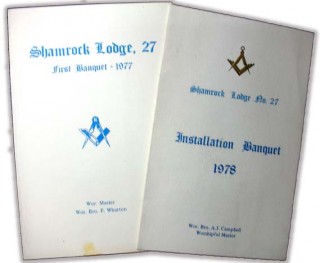 Shamrock Lodge, 27
First Banquet - 1977
Wor. Master
Wor. Bro. F. Wharton
Shamrock Lodge No. 27
Installation Banquet
1978
Wor. Bro. A.J. Campbell
Worshipful Master